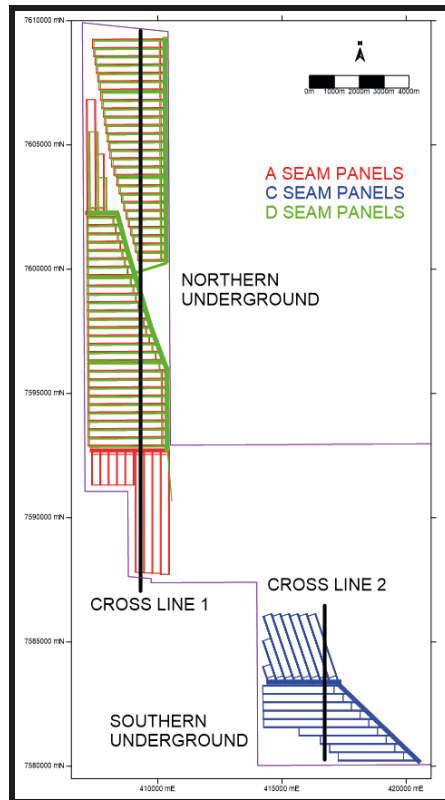 7610000 mN
N
0m 1000m 2000m 3000m 4000m
7605000 mN
A SEAM PANELS
C SEAM PANELS
D SEAM PANELS
7600000 mN
NORTHERN
UNDERGROUND
7595000 mN
7590000 mN
CROSS LINE 1
CROSS LINE 2
7585000 mN
SOUTHERN
UNDERGROUND
7580000 mN
410000 mE
415000 mE
420000 mE